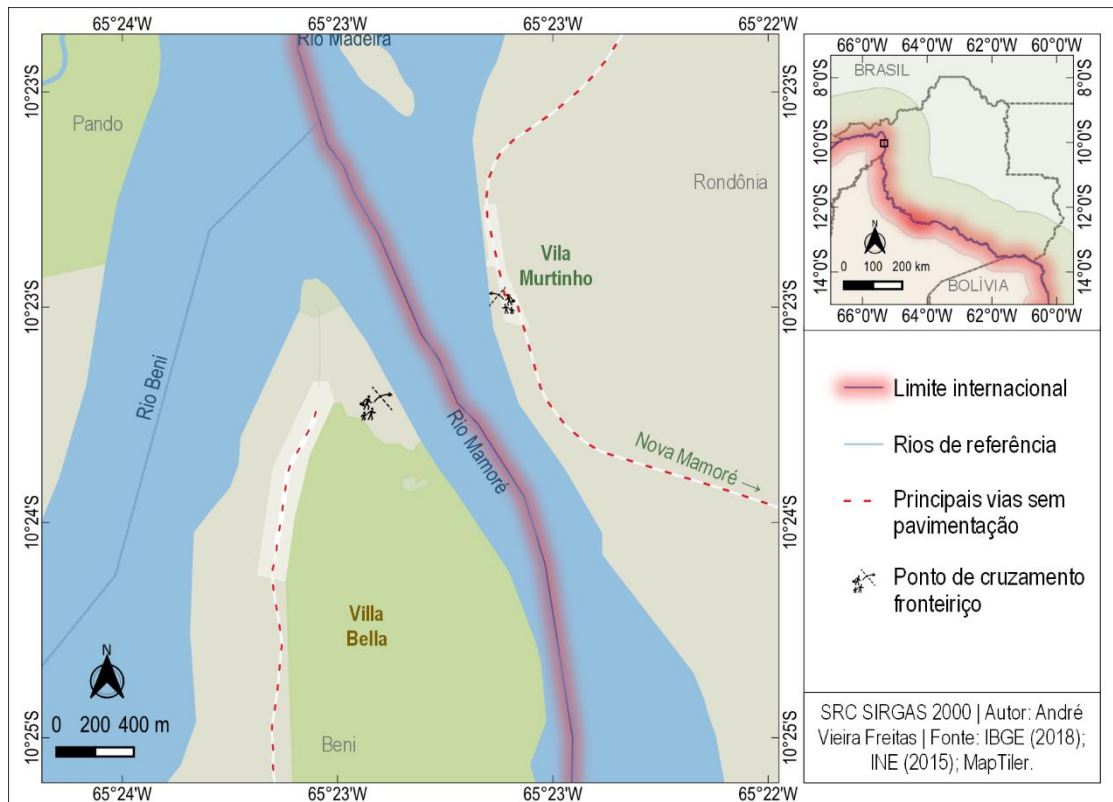 65°24'W 65°23'W 65°23'W 65°22'W
Rio Madeira
10°23'S
10°23'S
Pando
Rondônia
Vila
Murtinho
10°23'S
10°23'S
Rio Beni
Rio Mamoré
Nova Mamoré →
10°24'S
10°24'S
Villa
Bella
N
0 200 400 m
Beni
10°25'S
10°25'S
65°24'W 65°23'W 65°23'W 65°22'W
66°0'W 64°0'W 62°0'W 60°0'W
8°0'S
8°0'S
BRASIL
10°0'S
10°0'S
12°0'S
12°0'S
N
0 100 200 km
14°0'S
14°0'S
BOLÍVIA
66°0'W 64°0'W 62°0'W 60°0'W
Limite internacional
Rios de referência
Principais vias sem
pavimentação
Ponto de cruzamento
fronteiriço
SRC SIRGAS 2000 | Autor: André
Vieira Freitas | Fonte: IBGE (2018);
INE (2015); MapTiler.